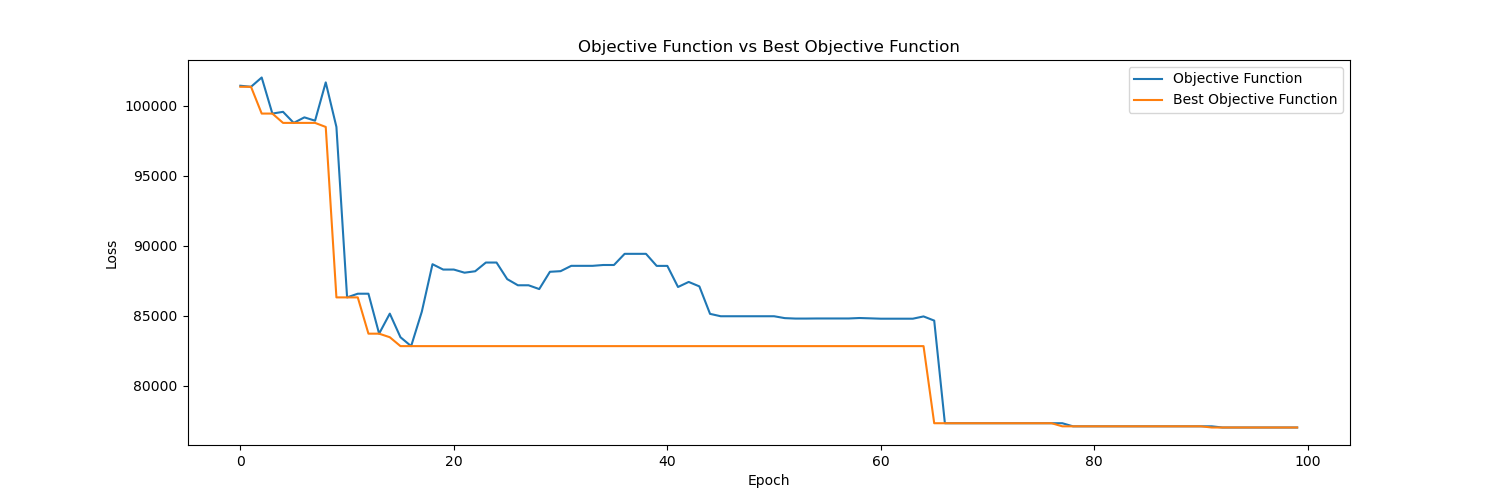 Objective Function vs Best Objective Function
Objective Function
Best Objective Function
100000
95000
90000
85000
80000
Loss
0 20 40 60 80 100
Epoch